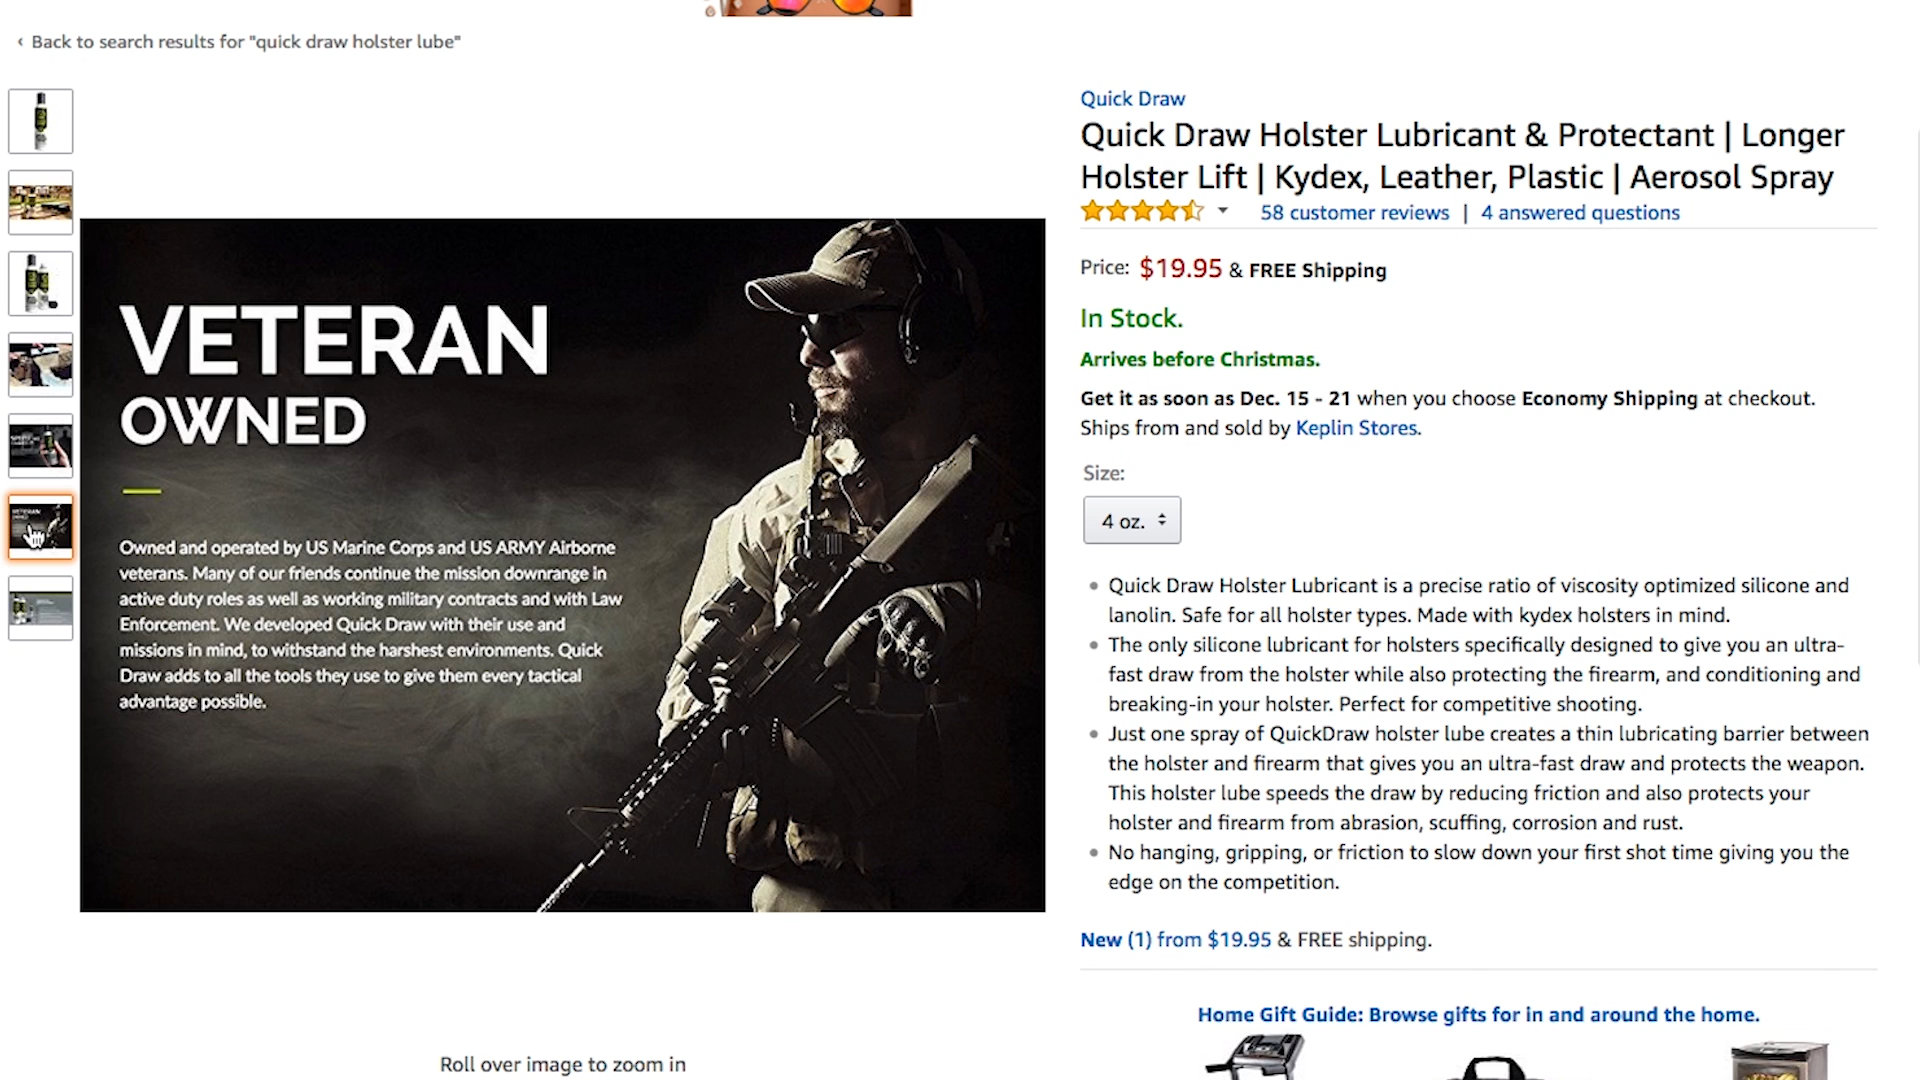 ‹ Back to search results for "quick draw holster lube"
VETERAN
OWNED
Owned and operated by US Marine Corps and US ARMY Airborne
veterans. Many of our friends continue the mission downrange in
active duty roles as well as working military contracts and with Law
Enforcement. We developed Quick Draw with their use and
missions in mind, to withstand the harshest environments. Quick
Draw adds to all the tools they use to give them every tactical
advantage possible.
Roll over image to zoom in
Quick Draw
Quick Draw Holster Lubricant & Protectant | Longer
Holster Lift | Kydex, Leather, Plastic | Aerosol Spray
58 customer reviews | 4 answered questions
Price: $19.95 & FREE Shipping
In Stock.
Arrives before Christmas.
Get it as soon as Dec. 15 - 21 when you choose Economy Shipping at checkout.
Ships from and sold by Keplin Stores.
Size:
4 oz.
• Quick Draw Holster Lubricant is a precise ratio of viscosity optimized silicone and
lanolin. Safe for all holster types. Made with kydex holsters in mind.
• The only silicone lubricant for holsters specifically designed to give you an ultra-
fast draw from the holster while also protecting the firearm, and conditioning and
breaking-in your holster. Perfect for competitive shooting.
• Just one spray of QuickDraw holster lube creates a thin lubricating barrier between
the holster and firearm that gives you an ultra-fast draw and protects the weapon.
This holster lube speeds the draw by reducing friction and also protects your
holster and firearm from abrasion, scuffing, corrosion and rust.
• No hanging, gripping, or friction to slow down your first shot time giving you the
edge on the competition.
New (1) from $19.95 & FREE shipping.
Home Gift Guide: Browse gifts for in and around the home.